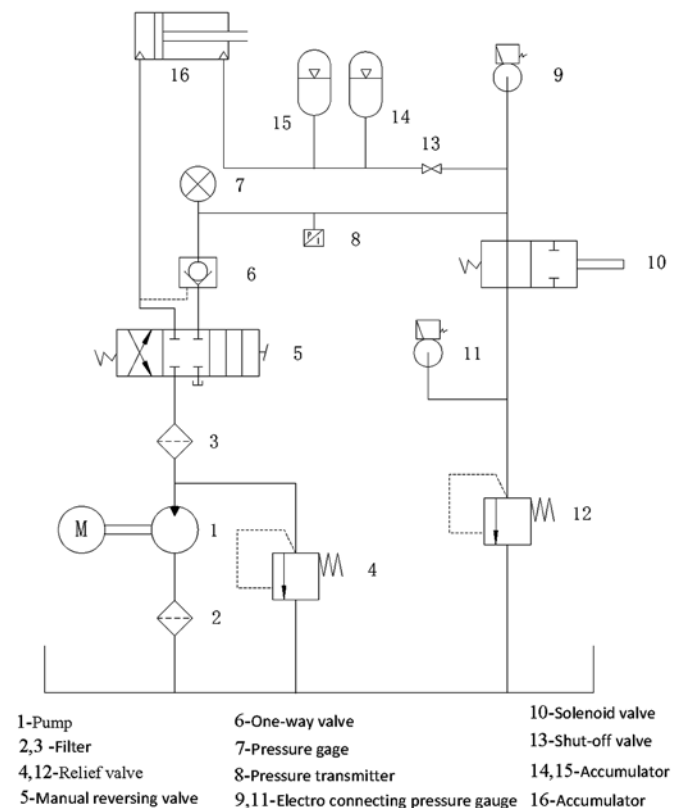 16
15
14
9
13
7
8
6
10
5
11
3
M
1
12
4
2
1-Pump
2,3 -Filter
4,12-Relief valve
5-Manual reversing valve
6-One-way valve
7-Pressure gage
8-Pressure transmitter
9,11-Electro connecting pressure gauge
10-Solenoid valve
13-Shut-off valve
14,15-Accumulator
16-Accumulator